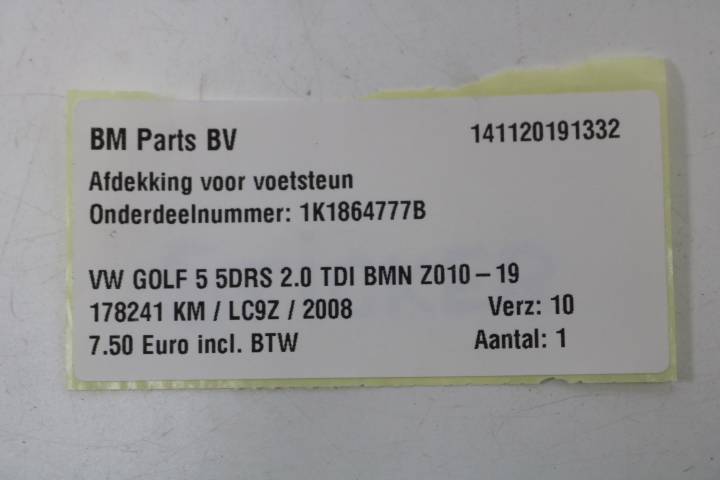 BM Parts BV 141120191332
Afdekking voor voetsteun
Onderdeelnummer: 1K1864777B
VW GOLF 5 5DRS 2.0 TDI BMN Z010 – 19
178241 KM / LC9Z / 2008 Verz: 10
7.50 Euro incl. BTW Aantal: 1